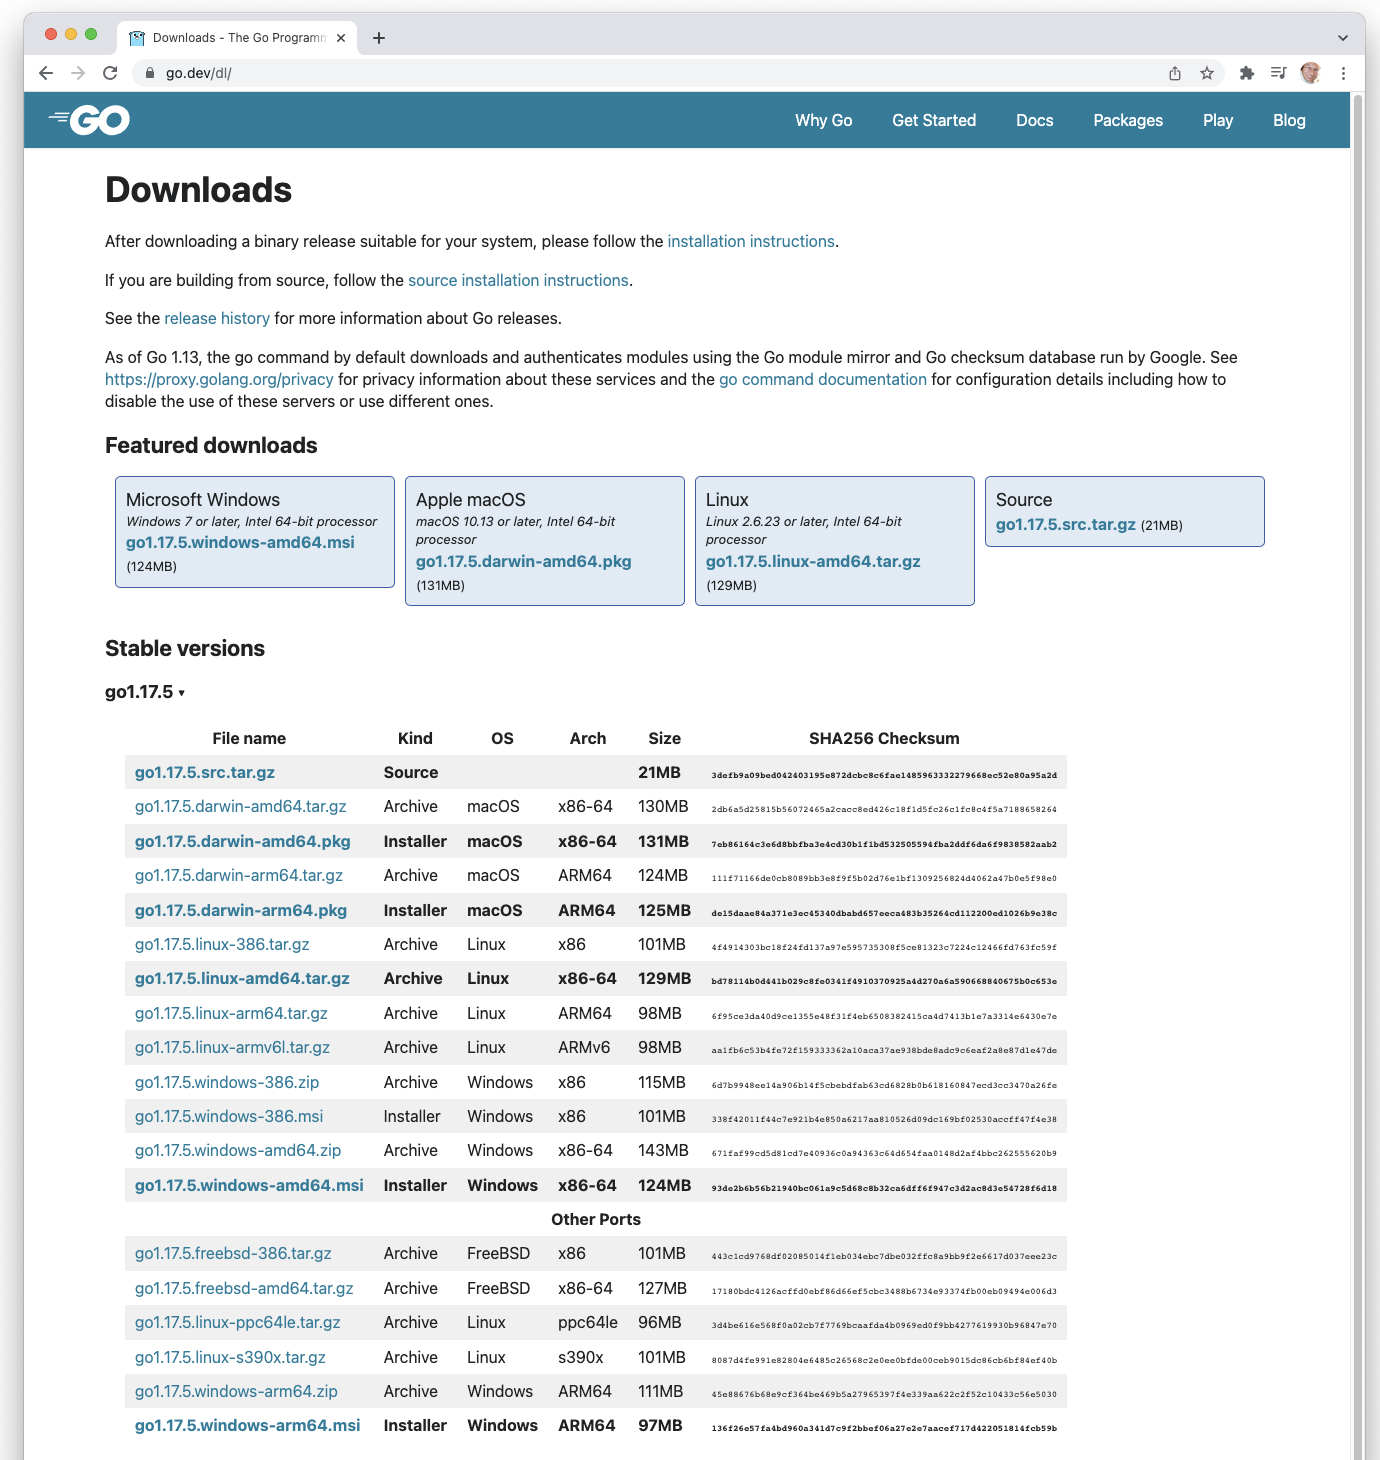 Downloads - The Go Programm
go.dev/dl/
GO
Why Go Get Started Docs Packages Play Blog
Downloads
After downloading a binary release suitable for your system, please follow the installation instructions.
If you are building from source, follow the source installation instructions.
See the release history for more information about Go releases.
As of Go 1.13, the go command by default downloads and authenticates modules using the Go module mirror and Go checksum database run by Google. See
https://proxy.golang.org/privacy for privacy information about these services and the go command documentation for configuration details including how to
disable the use of these servers or use different ones.
Featured downloads
Microsoft Windows
Windows 7 or later, Intel 64-bit processor
go1.17.5.windows-amd64.msi
(124MB)
Apple macOS
macOS 10.13 or later, Intel 64-bit
processor
go1.17.5.darwin-amd64.pkg
(131MB)
Linux
Linux 2.6.23 or later, Intel 64-bit
processor
go1.17.5.linux-amd64.tar.gz
(129MB)
Source
go1.17.5.src.tar.gz (21MB)
Stable versions
go1.17.5 ▾
File name Kind OS Arch Size SHA256 Checksum
go1.17.5.src.tar.gz Source 21MB 3defb9a09bed042403195e872dcbc8c6fae1485963332279668ec52e80a95a2d
go1.17.5.darwin-amd64.tar.gz Archive macOS x86-64 130MB 2db6a5d25815b56072465a2cacc8ed426c18f1d5fc26c1fc8c4f5a7188658264
go1.17.5.darwin-amd64.pkg Installer macOS x86-64 131MB 7eb86164c3e6d8bbfba3e4cd30b1f1bd532505594fba2ddf6da6f9838582aab2
go1.17.5.darwin-arm64.tar.gz Archive macOS ARM64 124MB 111f71166de0cb8089bb3e8f9f5b02d76e1bf1309256824d4062a47b0e5f98e0
go1.17.5.darwin-arm64.pkg Installer macOS ARM64 125MB de15daae84a371e3ec45340dbabd657eeca483b35264cd112200ed1026b9e38c
go1.17.5.linux-386.tar.gz Archive Linux x86 101MB 4f4914303bc18f24fd137a97e595735308f5ce81323c7224c12466fd763fc59f
go1.17.5.linux-amd64.tar.gz Archive Linux x86-64 129MB bd78114b0d441b029c8fe0341f4910370925a4d270a6a590668840675b0c653e
go1.17.5.linux-arm64.tar.gz Archive Linux ARM64 98MB 6f95ce3da40d9ce1355e48f31f4eb6508382415ca4d7413b1e7a3314e6430e7e
go1.17.5.linux-armv6l.tar.gz Archive Linux ARMv6 98MB aa1fb6c53b4fe72f159333362a10aca37ae938bde8adc9c6eaf2a8e87d1e47de
go1.17.5.windows-386.zip Archive Windows x86 115MB 6d7b9948ee14a906b14f5cbebdfab63cd6828b0b618160847ecd3cc3470a26fe
go1.17.5.windows-386.msi Installer Windows x86 101MB 338f42011f44c7e921b4e850a6217aa810526d09dc169bf02530accff47f4e38
go1.17.5.windows-amd64.zip Archive Windows x86-64 143MB 671faf99cd5d81cd7e40936c0a94363c64d654faa0148d2af4bbc262555620b9
go1.17.5.windows-amd64.msi Installer Windows x86-64 124MB 93de2b6b56b21940bc061a9c5d68c8b32ca6dff6f947c3d2ac8d3e54728f6d18
Other Ports
go1.17.5.freebsd-386.tar.gz Archive FreeBSD x86 101MB 443c1cd9768df02085014f1eb034ebc7dbe032ffc8a9bb9f2e6617d037eee23c
go1.17.5.freebsd-amd64.tar.gz Archive FreeBSD x86-64 127MB 17180bdc4126acffd0ebf86d66ef5cbc3488b6734e93374fb00eb09494e006d3
go1.17.5.linux-ppc64le.tar.gz Archive Linux ppc64le 96MB 3d4be616e568f0a02cb7f7769bcaafda4b0969ed0f9bb4277619930b96847e70
go1.17.5.linux-s390x.tar.gz Archive Linux s390x 101MB 8087d4fe991e82804e6485c26568c2e0ee0bfde00ceb9015dc86cb6bf84ef40b
go1.17.5.windows-arm64.zip Archive Windows ARM64 111MB 45e88676b68e9cf364be469b5a27965397f4e339aa622c2f52c10433c56e5030
go1.17.5.windows-arm64.msi Installer Windows ARM64 97MB 136f26e57fa4bd960a341d7c9f2bbef06a27e2e7aacef717d422051814fcb59b